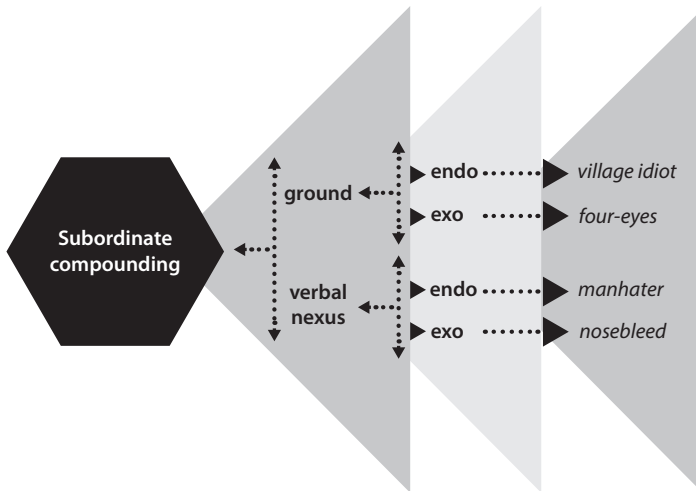 Subordinate
compounding
ground
verbal
nexus
endo
exo
endo
exo
village idiot
four-eyes
manhater
nosebleed